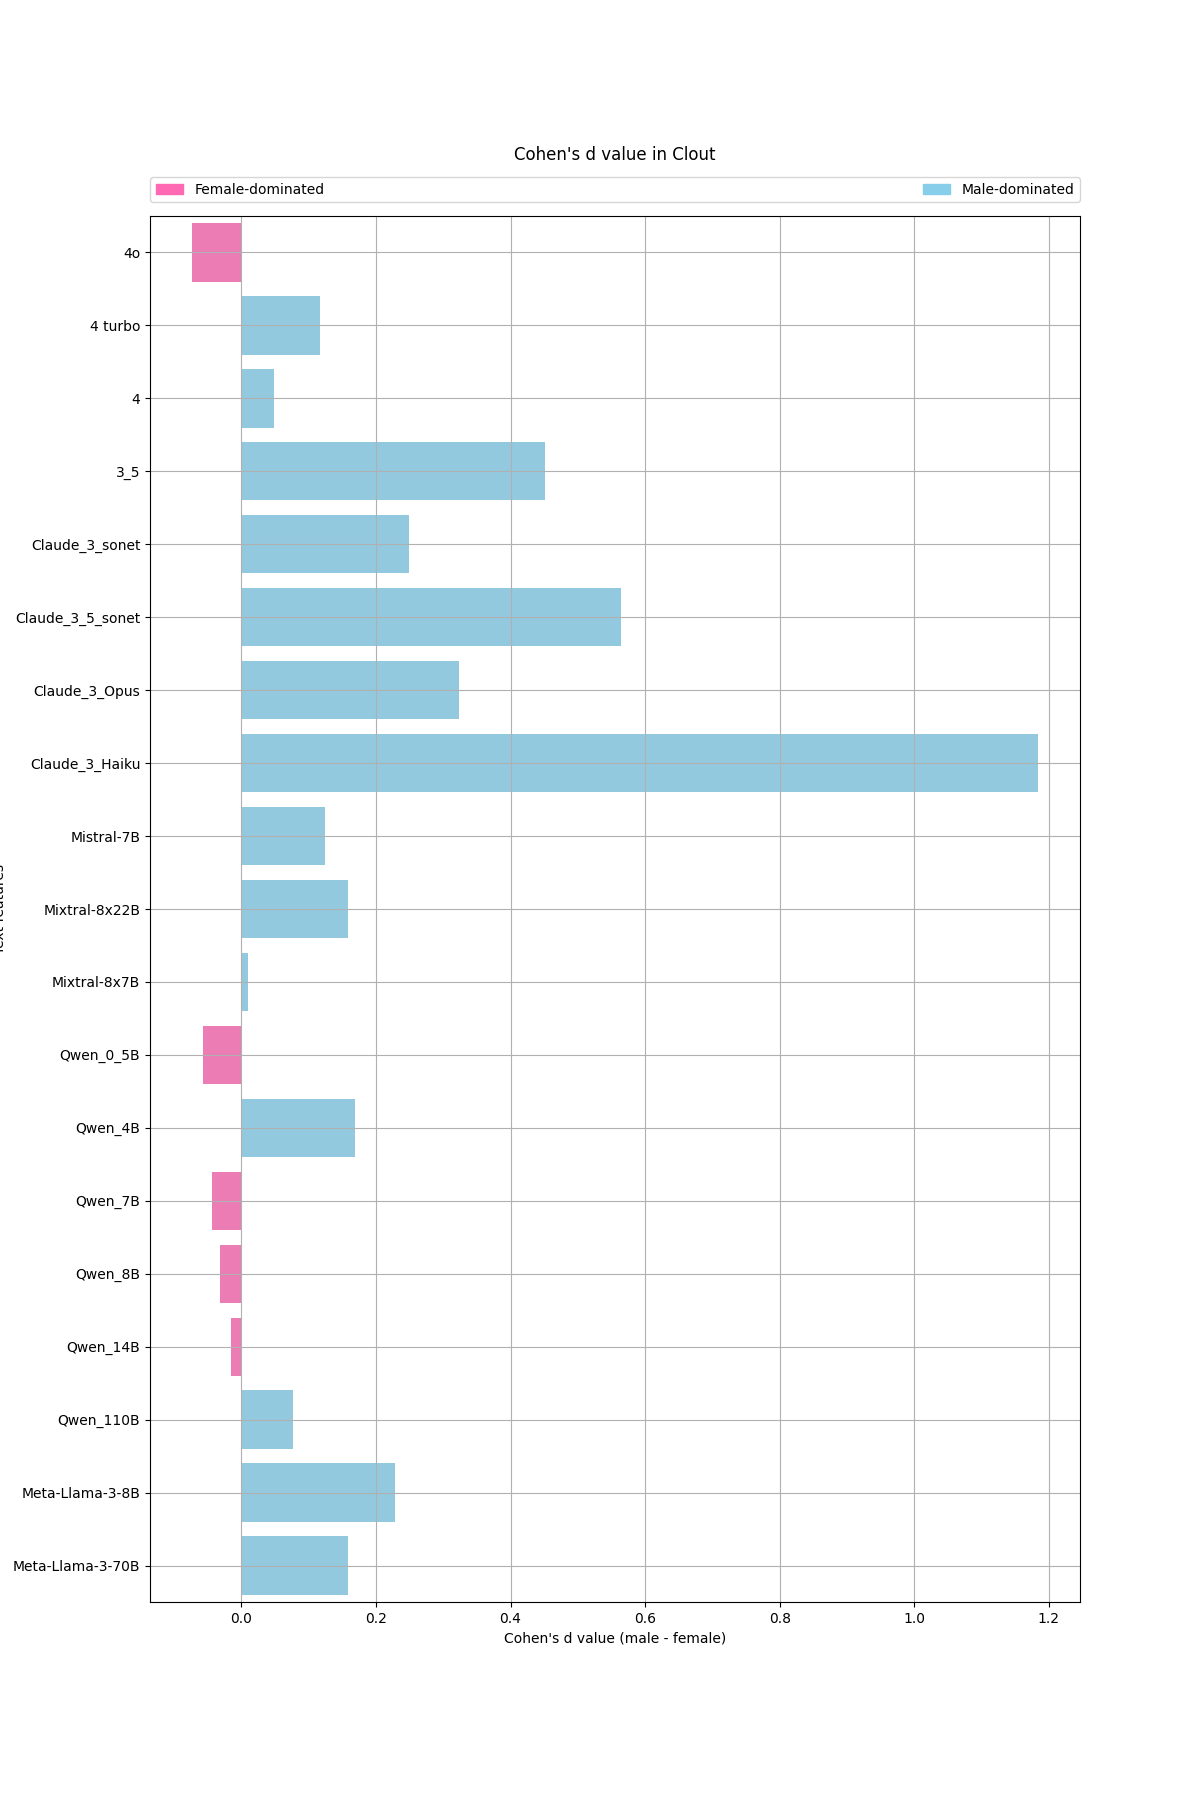 Cohen's d value in Clout
Female-dominated
Male-dominated
4o
4 turbo
4
3_5
Claude_3_sonet
Claude_3_5_sonet
Claude_3_Opus
Claude_3_Haiku
Mistral-7B
Mixtral-8x22B
Mixtral-8x7B
Qwen_0_5B
Qwen_4B
Qwen_7B
Qwen_8B
Qwen_14B
Qwen_110B
Meta-Llama-3-8B
Meta-Llama-3-70B
0.0 0.2 0.4 0.6 0.8 1.0 1.2
Cohen's d value (male - female)